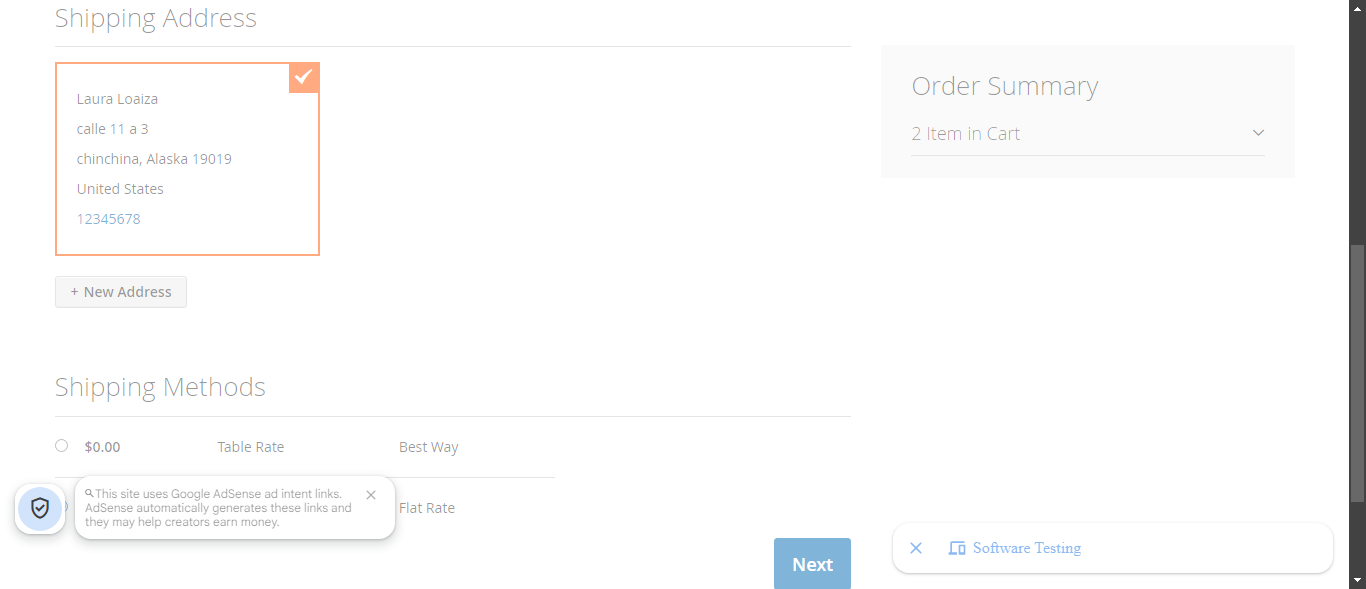 Shipping Address
Laura Loaiza
calle 11 a 3
chinchina, Alaska 19019
United States
12345678
+ New Address
Order Summary
2 Item in Cart
Shipping Methods
$0.00 Table Rate Best Way
Flat Rate
This site uses Google AdSense ad intent links.
AdSense automatically generates these links and
they may help creators earn money.
Next
Software Testing